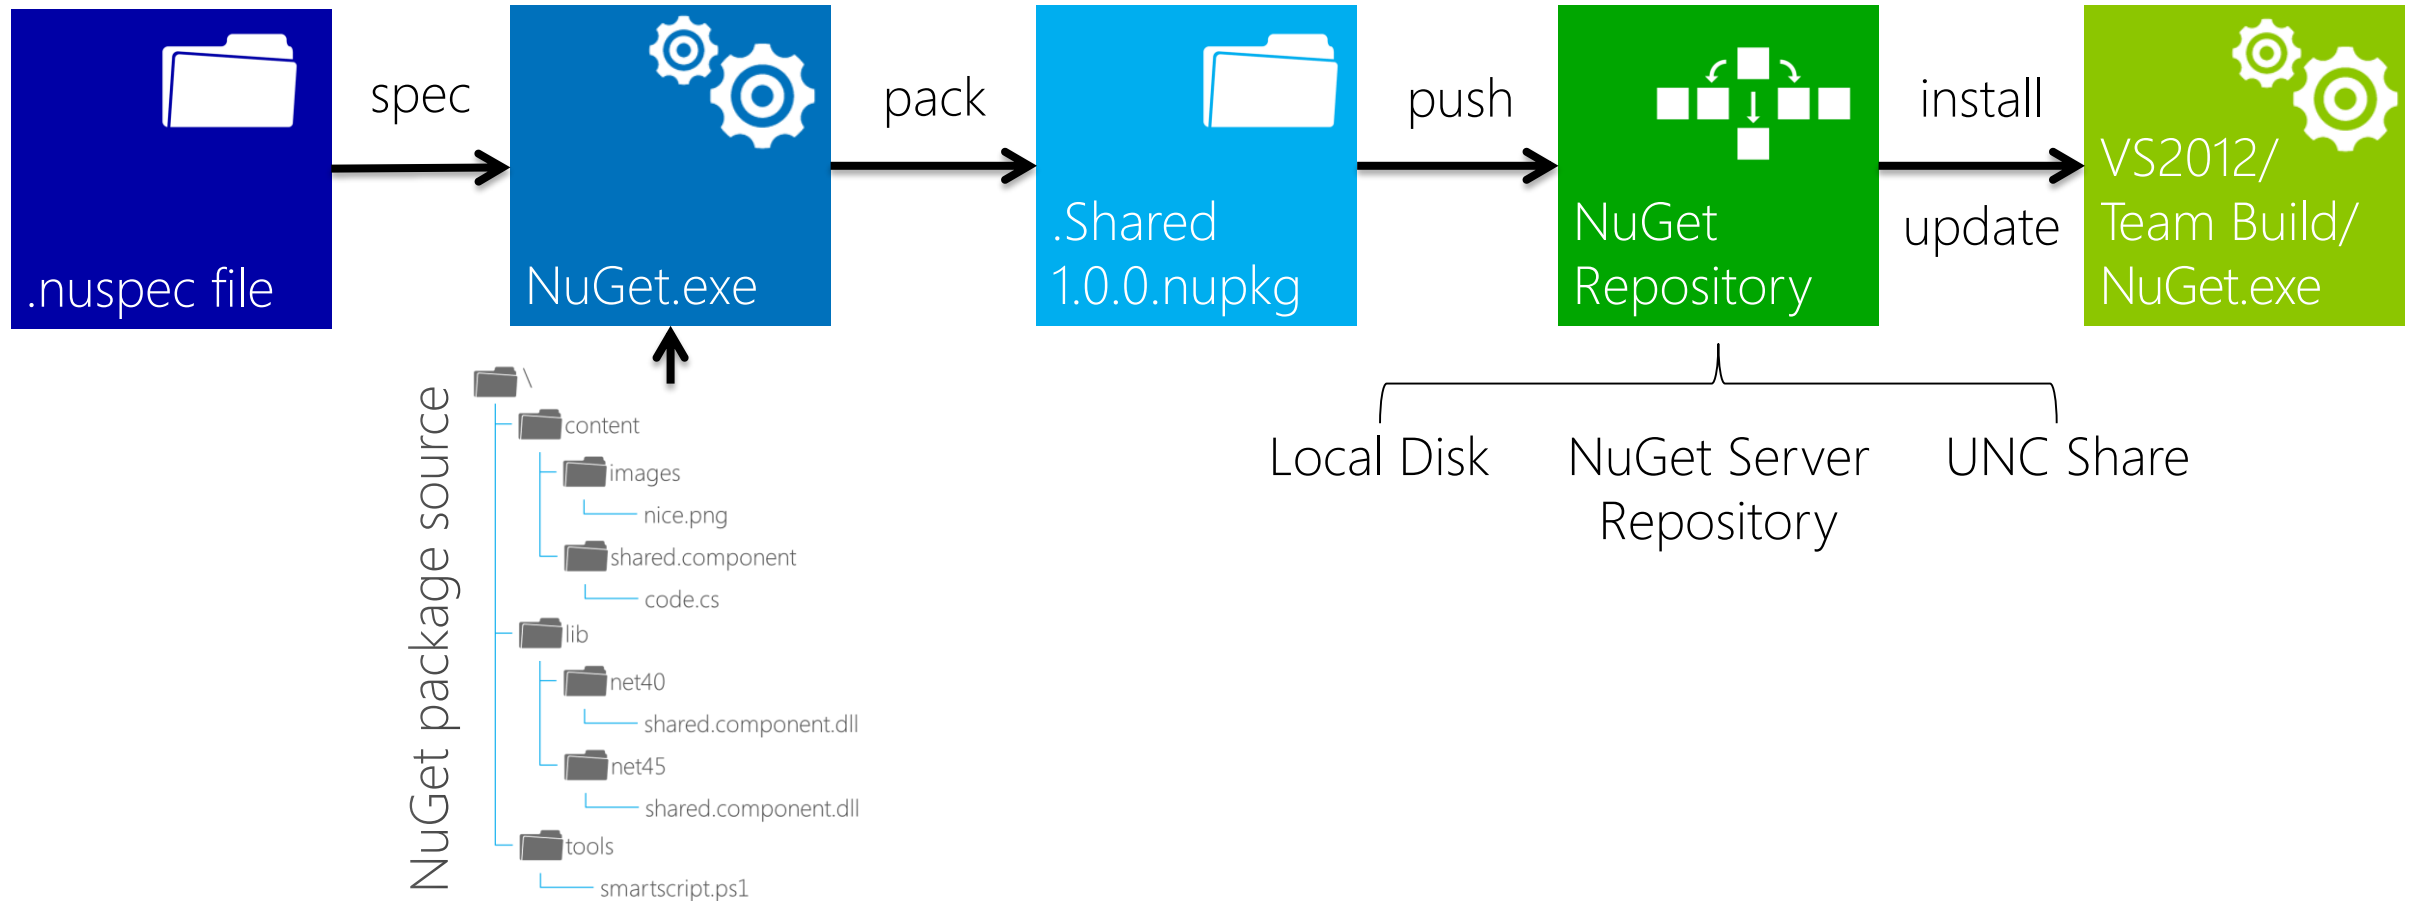 .nuspec file
spec
NuGet.exe
pack
.Shared
1.0.0.nupkg
push
NuGet
Repository
install
update
VS2012/
Team Build/
NuGet.exe
NuGet package source
\
content
images
nice.png
shared.component
code.cs
lib
net40
shared.component.dll
net45
shared.component.dll
tools
smartscript.ps1
Local Disk
NuGet Server
Repository
UNC Share